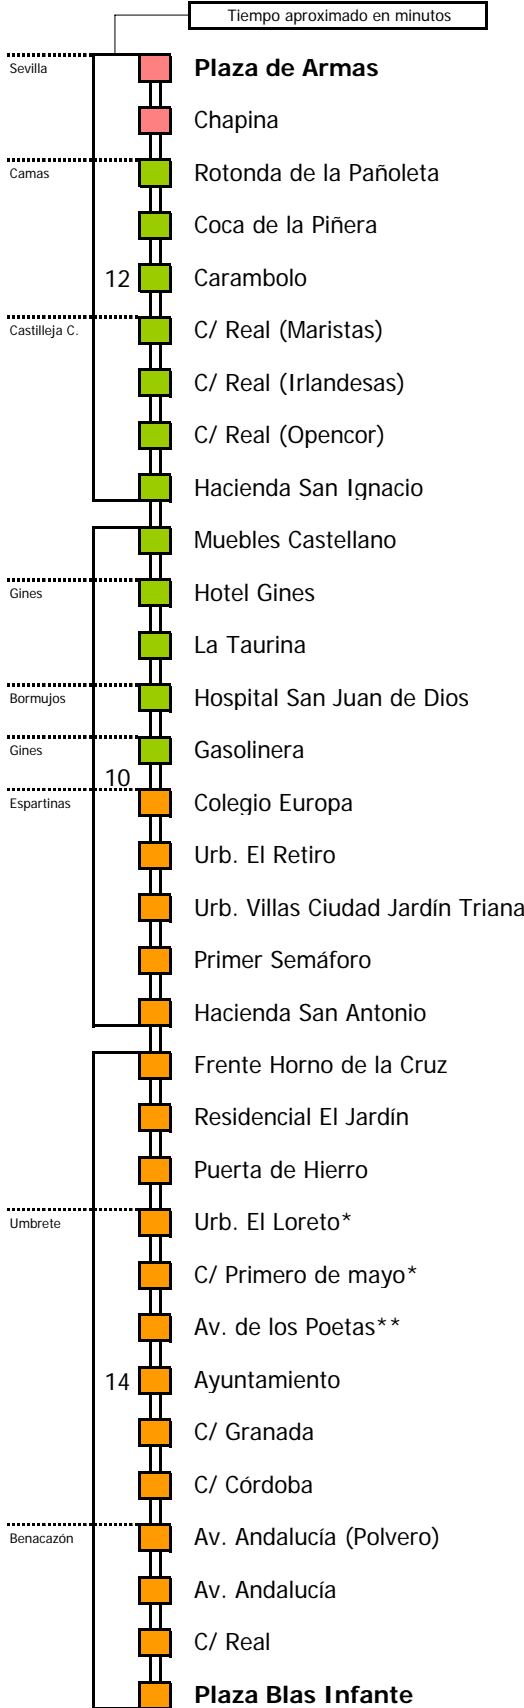 Tiempo aproximado en minutos
Sevilla
Plaza de Armas
Chapina
Camas
Rotonda de la Pañoleta
Coca de la Piñera
12
Carambolo
Castilleja C.
C/ Real (Maristas)
C/ Real (Irlandesas)
C/ Real (Opencor)
Hacienda San Ignacio
Muebles Castellano
Gines
Hotel Gines
La Taurina
Bormujos
Hospital San Juan de Dios
Gines
Gasolinera
10
Espartinas
Colegio Europa
Urb. El Retiro
Urb. Villas Ciudad Jardín Triana
Primer Semáforo
Hacienda San Antonio
Frente Horno de la Cruz
Residencial El Jardín
Puerta de Hierro
Umbrete
Urb. El Loreto*
C/ Primero de mayo*
Av. de los Poetas**
14
Ayuntamiento
C/ Granada
C/ Córdoba
Benacazón
Av. Andalucía (Polvero)
Av. Andalucía
C/ Real
Plaza Blas Infante